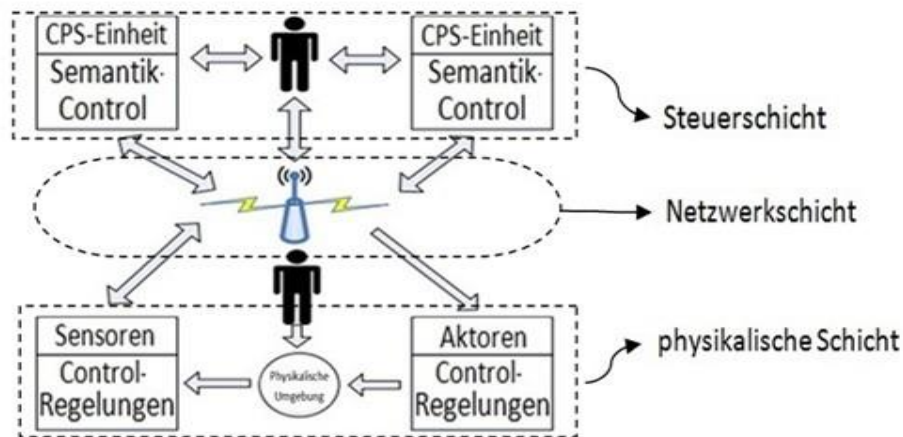 CPS-Einheit
Semantik-
Control
CPS-Einheit
Semantik-
Control
Steuerschicht
Netzwerkschicht
Sensoren
Control-
Regelungen
Physikalische
Umgebung
Aktoren
Control-
Regelungen
physikalische Schicht